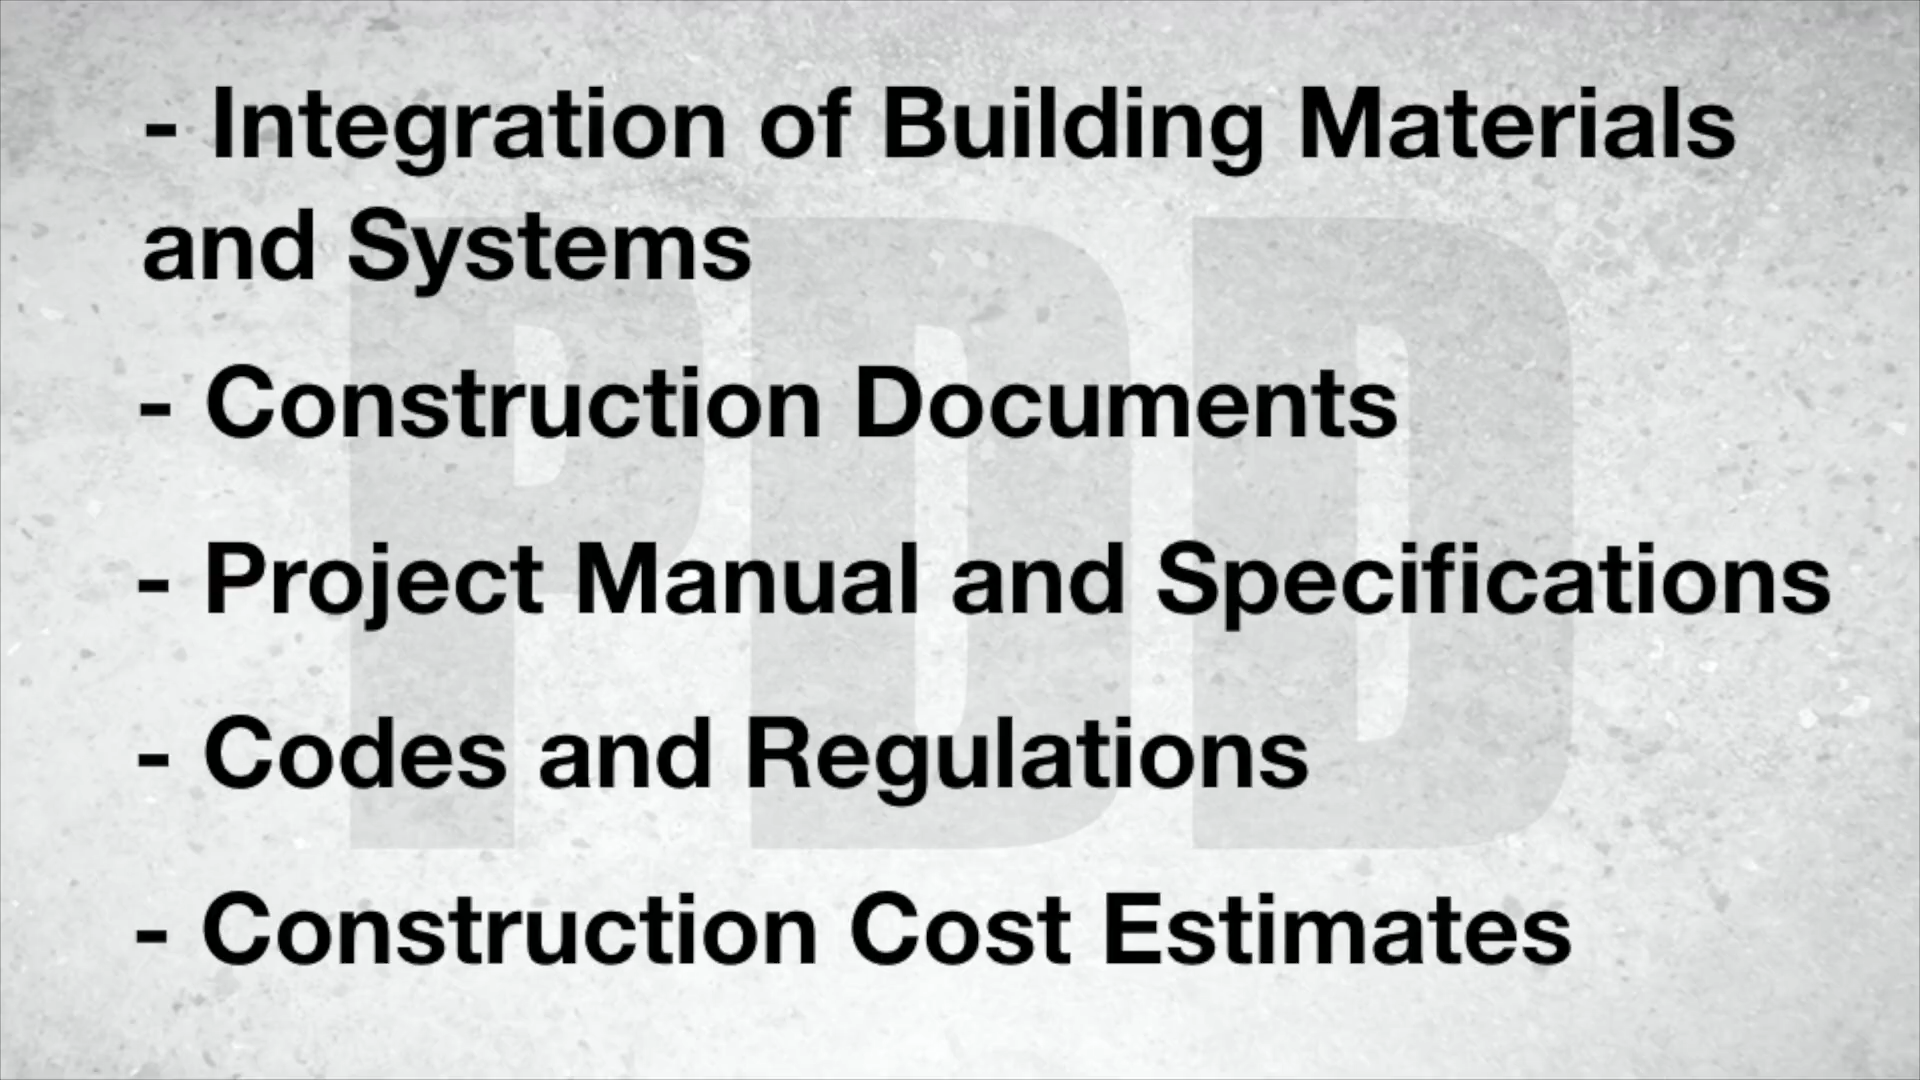 - Integration of Building Materials
and Systems
- Construction Documents
- Project Manual and Specifications
- Codes and Regulations
- Construction Cost Estimates
PDD